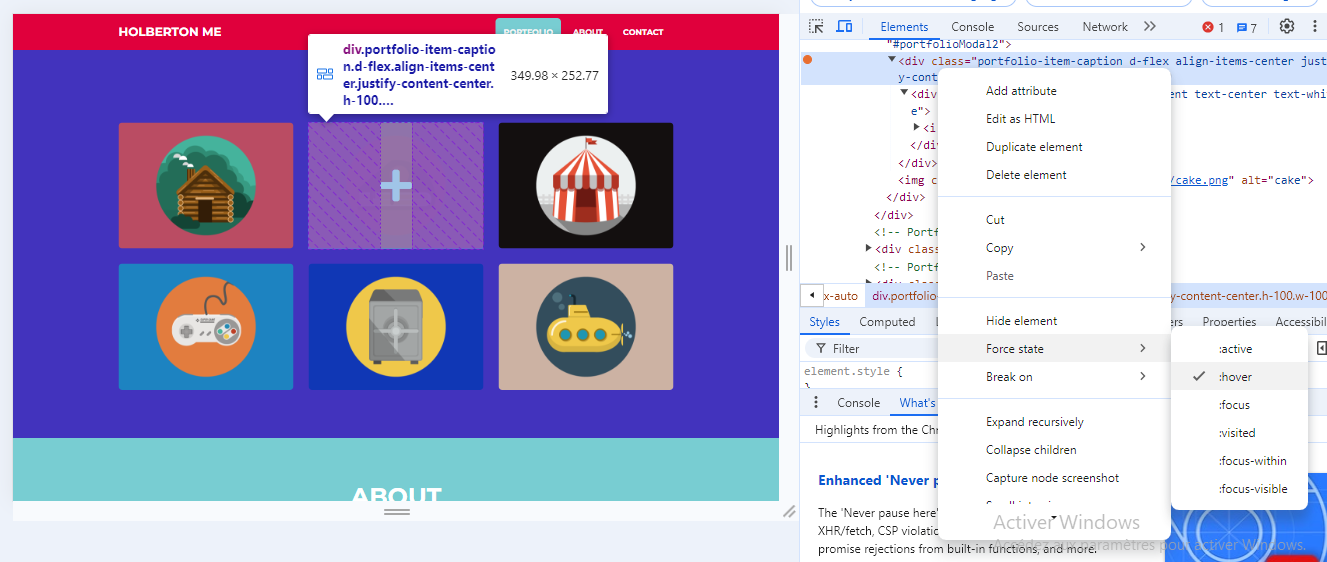 HOLBERTON ME
PORTFOLIO
ABOUT
CONTACT
div.portfolio-item-captio
n.d-flex.align-items-cent
er.justify-content-center.
h-100....
349.98 × 252.77
ABOUT
Elements
Console
Sources
Network
1
7
"#portfolioModal2">
<div class="portfolio-item-caption d-flex align-items-center just
y-cont
<div
ent text-center text-whi
e">
<i
</di
</div>
<img c
/cake.png" alt="cake">
</div>
</div>
<!-- Portf
<div clas
<!-- Portf
x-auto
div.portfolio-
y-content-center.h-100.w-100
Styles
Computed
Properties
Accessibil
Filter
element.style {
}
Console
What's
Highlights from the Chr
Enhanced 'Never p
The 'Never pause here'
XHR/fetch, CSP violatio
promise rejections from built-in functions, and more.
Add attribute
Edit as HTML
Duplicate element
Delete element
Cut
Copy
Paste
Hide element
Force state
Break on
Expand recursively
Collapse children
Capture node screenshot
:active
:hover
:focus
:visited
:focus-within
:focus-visible
Activer Windows
Accédez aux paramètres pour activer Windows.